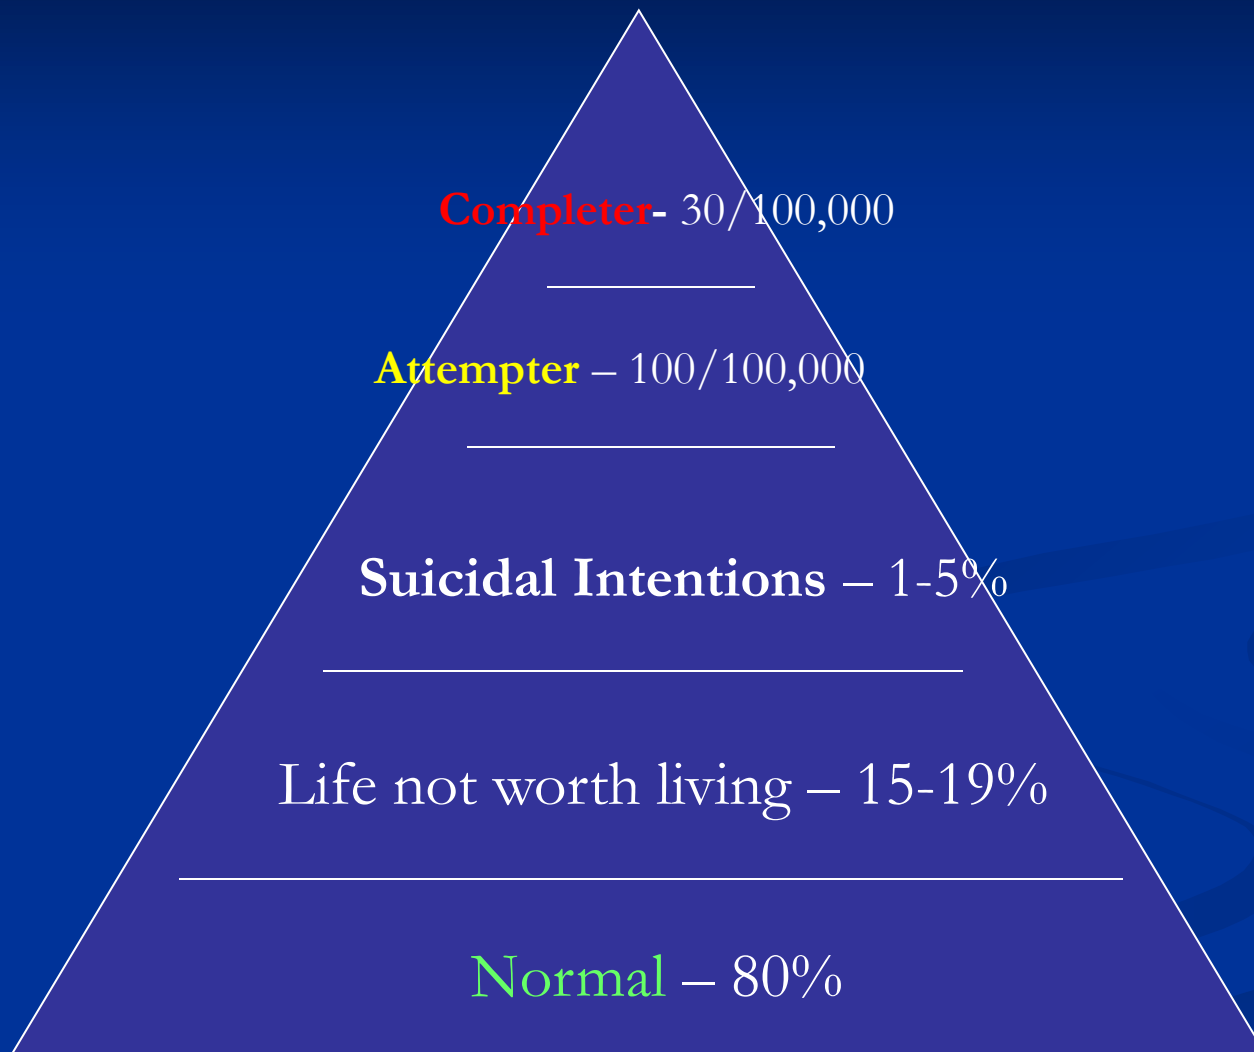 Completer- 30/100,000
Attempter – 100/100,000
Suicidal Intentions – 1-5%
Life not worth living – 15-19%
Normal – 80%